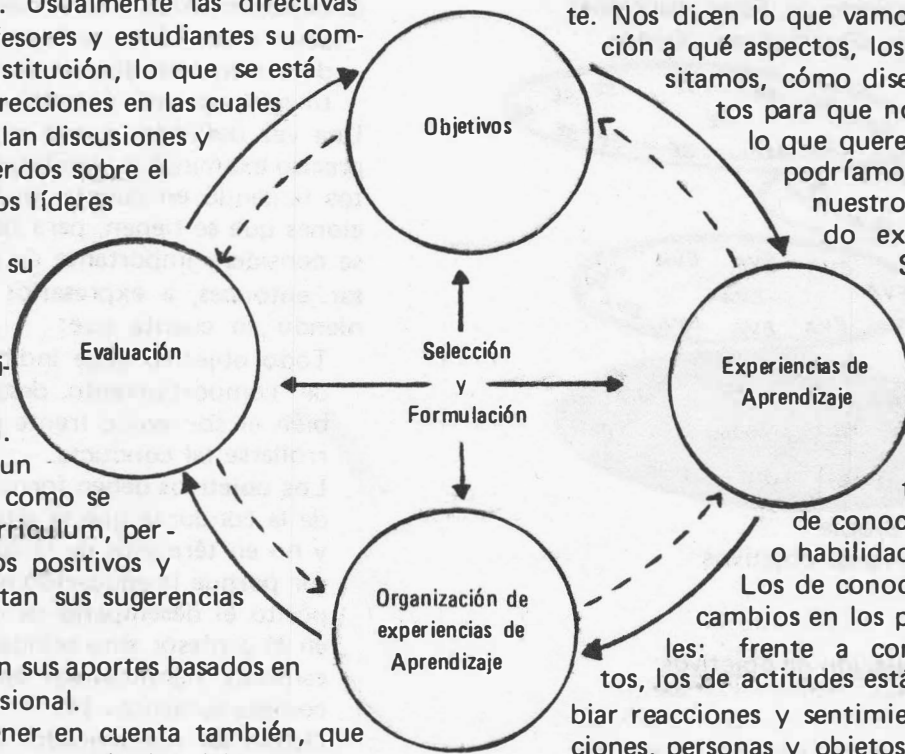 . Usualmente las directivas
fesores y estudiantes su com-
stitución, lo que se está
recciones en las cuales
lan discusiones y
erdos sobre el
os líderes
su
i-
un
como se
rriculum, per-
os positivos y
tan sus sugerencias
n sus aportes basados en
sional.
ner en cuenta también, que
Objetivos
Evaluación
Selección
y
Formulación
Experiencias de
Aprendizaje
Organización de
experiencias de
Aprendizaje
te. Nos dicen lo que vamo
ción a qué aspectos, los
sitamos, cómo dise
tos para que no
lo que quere
podríamo
nuestro
do ex
S
de conoc
o habilidad
Los de conoc
cambios en los p
les: frente a con
tos, los de actitudes está
biar reacciones y sentimie
ciones, personas y objetos